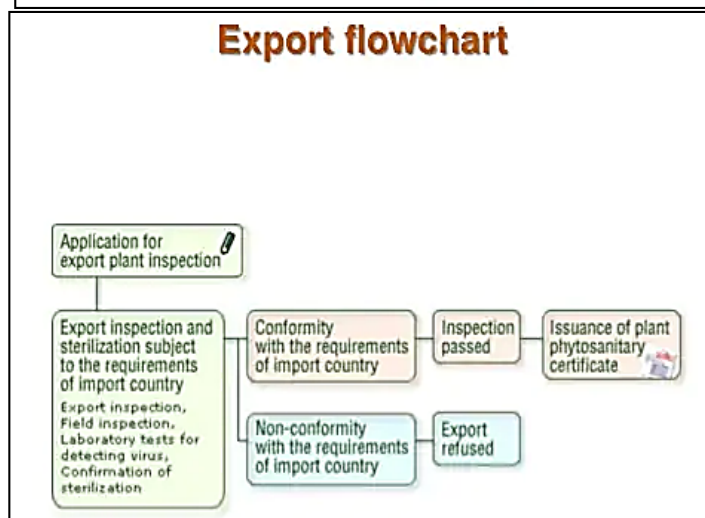 Export flowchart
Application for
export plant inspection
Export inspection and
sterilization subject
to the requirements
of import country
Export inspection,
Field inspection,
Laboratory tests for
detecting virus,
Confirmation of
sterilization
Conformity
with the requirements
of import country
Inspection
passed
Issuance of plant
phytosanitary
certificate
Non-conformity
with the requirements
of import country
Export
refused